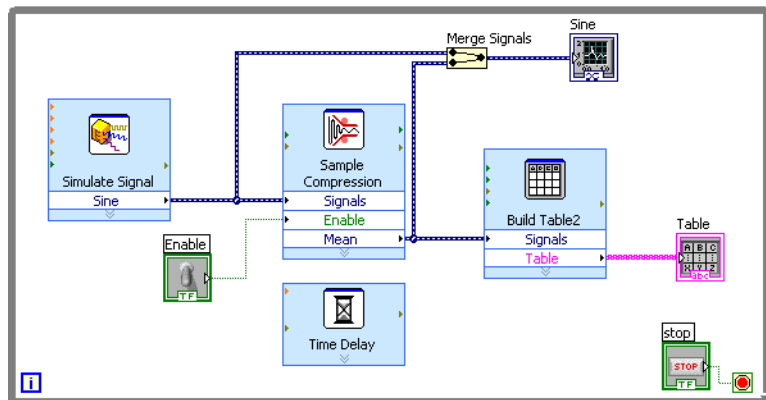 Sine
Merge Signals
Simulate Signal
Sine
Sample
Compression
Signals
Enable
Mean
Build Table2
Signals
Table
Enable
TF
Table
A B C
X Y Z
abc
Time Delay
stop
STOP
TF
i